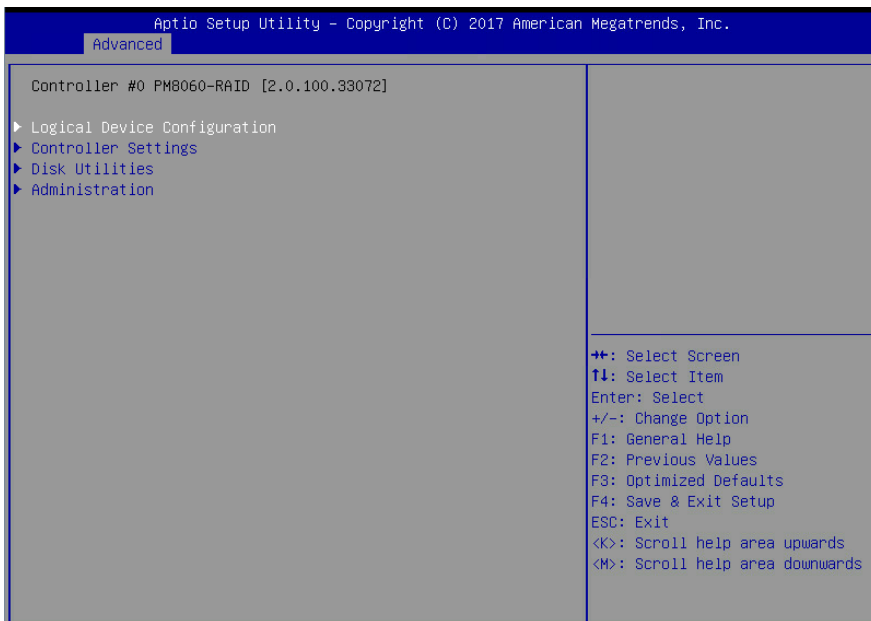 Aptio Setup Utility – Copyright (C) 2017 American Megatrends, Inc.
Advanced
Controller #0 PM8060-RAID [2.0.100.33072]
Logical Device Configuration
Controller Settings
Disk Utilities
Administration
→←: Select Screen
↑↓: Select Item
Enter: Select
+/-: Change Option
F1: General Help
F2: Previous Values
F3: Optimized Defaults
F4: Save & Exit Setup
ESC: Exit
<K>: Scroll help area upwards
<M>: Scroll help area downwards